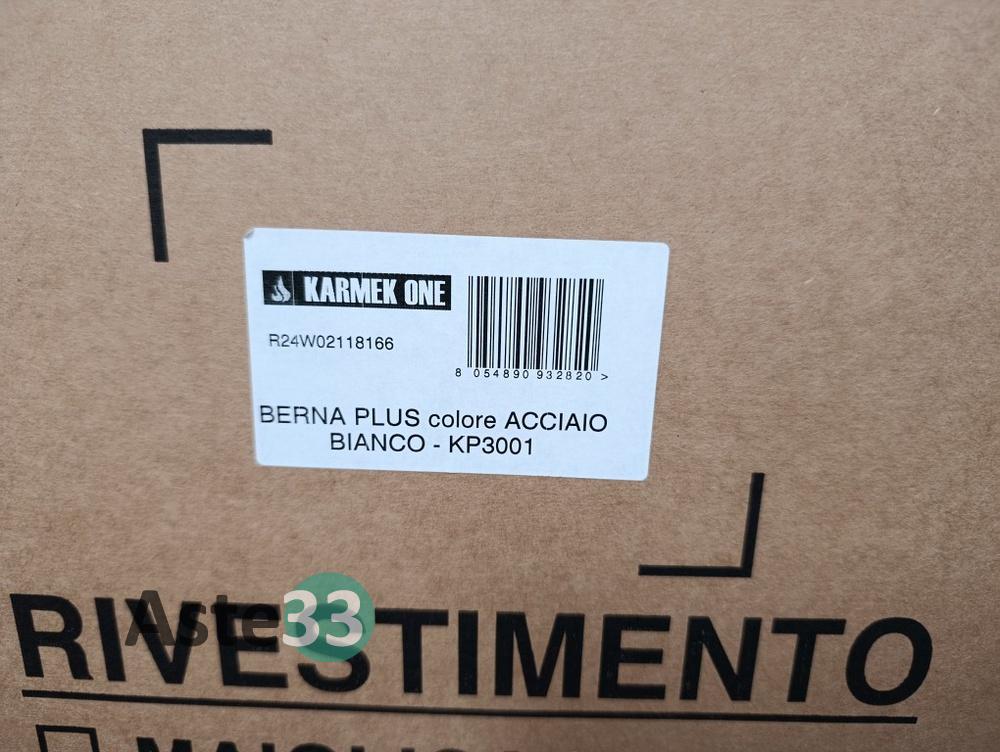 KARMEK ONE
R24W02118166
8 054890 932820 >
BERNA PLUS colore ACCIAIO
BIANCO - KP3001
Aste33
RIVESTIMENTO